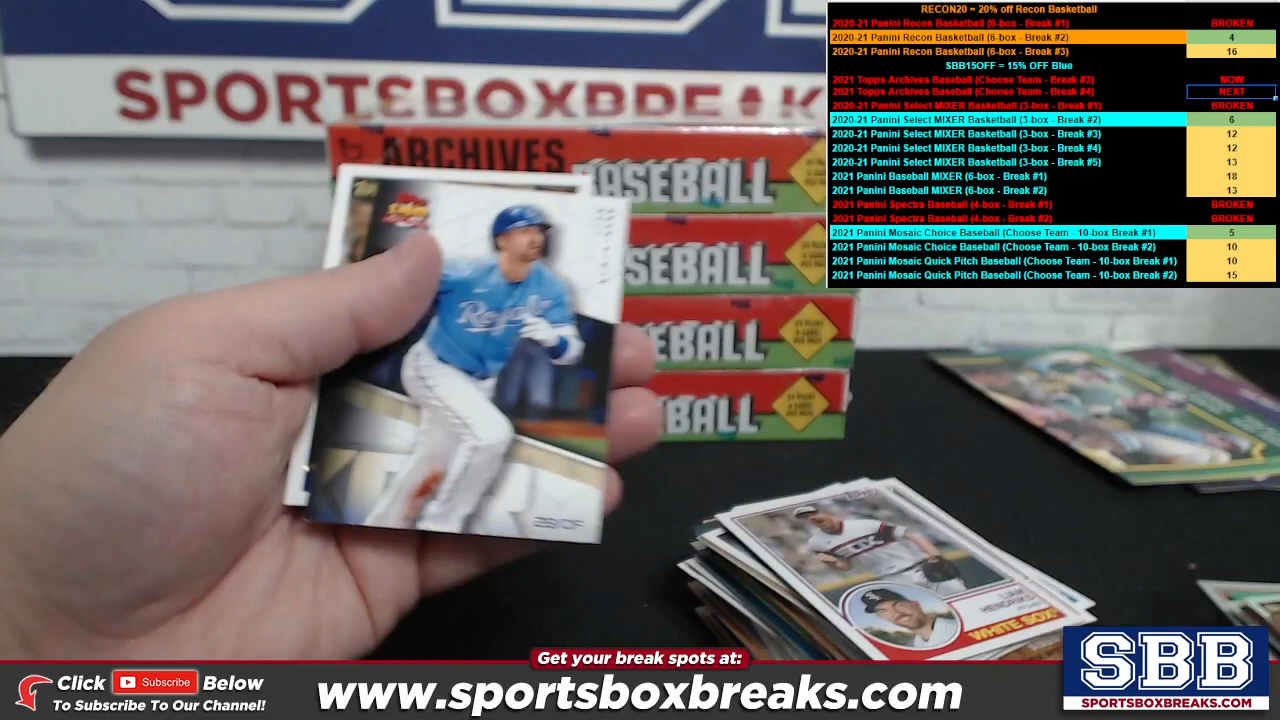 RECON20 = 20% off Recon Basketball
2020-21 Panini Recon Basketball (6-box - Break #1) BROKEN
2020-21 Panini Recon Basketball (6-box - Break #2) 4
2020-21 Panini Recon Basketball (6-box - Break #3) 16
SBB15OFF = 15% OFF Blue
2021 Topps Archives Baseball (Choose Team - Break #3) NOW
2021 Topps Archives Baseball (Choose Team - Break #4) NEXT
2020-21 Panini Select MIXER Basketball (3-box - Break #1) BROKEN
2020-21 Panini Select MIXER Basketball (3-box - Break #2) 6
2020-21 Panini Select MIXER Basketball (3-box - Break #3) 12
2020-21 Panini Select MIXER Basketball (3-box - Break #4) 12
2020-21 Panini Select MIXER Basketball (3-box - Break #5) 13
2021 Panini Baseball MIXER (6-box - Break #1) 18
2021 Panini Baseball MIXER (6-box - Break #2) 13
2021 Panini Spectra Baseball (4-box - Break #1) BROKEN
2021 Panini Spectra Baseball (4-box - Break #2) BROKEN
2021 Panini Mosaic Choice Baseball (Choose Team - 10-box Break #1) 5
2021 Panini Mosaic Choice Baseball (Choose Team - 10-box Break #2) 10
2021 Panini Mosaic Quick Pitch Baseball (Choose Team - 10-box Break #1) 10
2021 Panini Mosaic Quick Pitch Baseball (Choose Team - 10-box Break #2) 15
SPORTSBOXBREAK
ARCHIVES BASEBALL
SEBALL
EBALL
BALL
Royals
2B/OF
SOX
LIAM
HENDRIKS
PITCHER
WHITE SOX
Get your break spots at:
Click Subscribe Below
To Subscribe To Our Channel!
www.sportsboxbreaks.com
SBB
SPORTSBOXBREAKS.COM